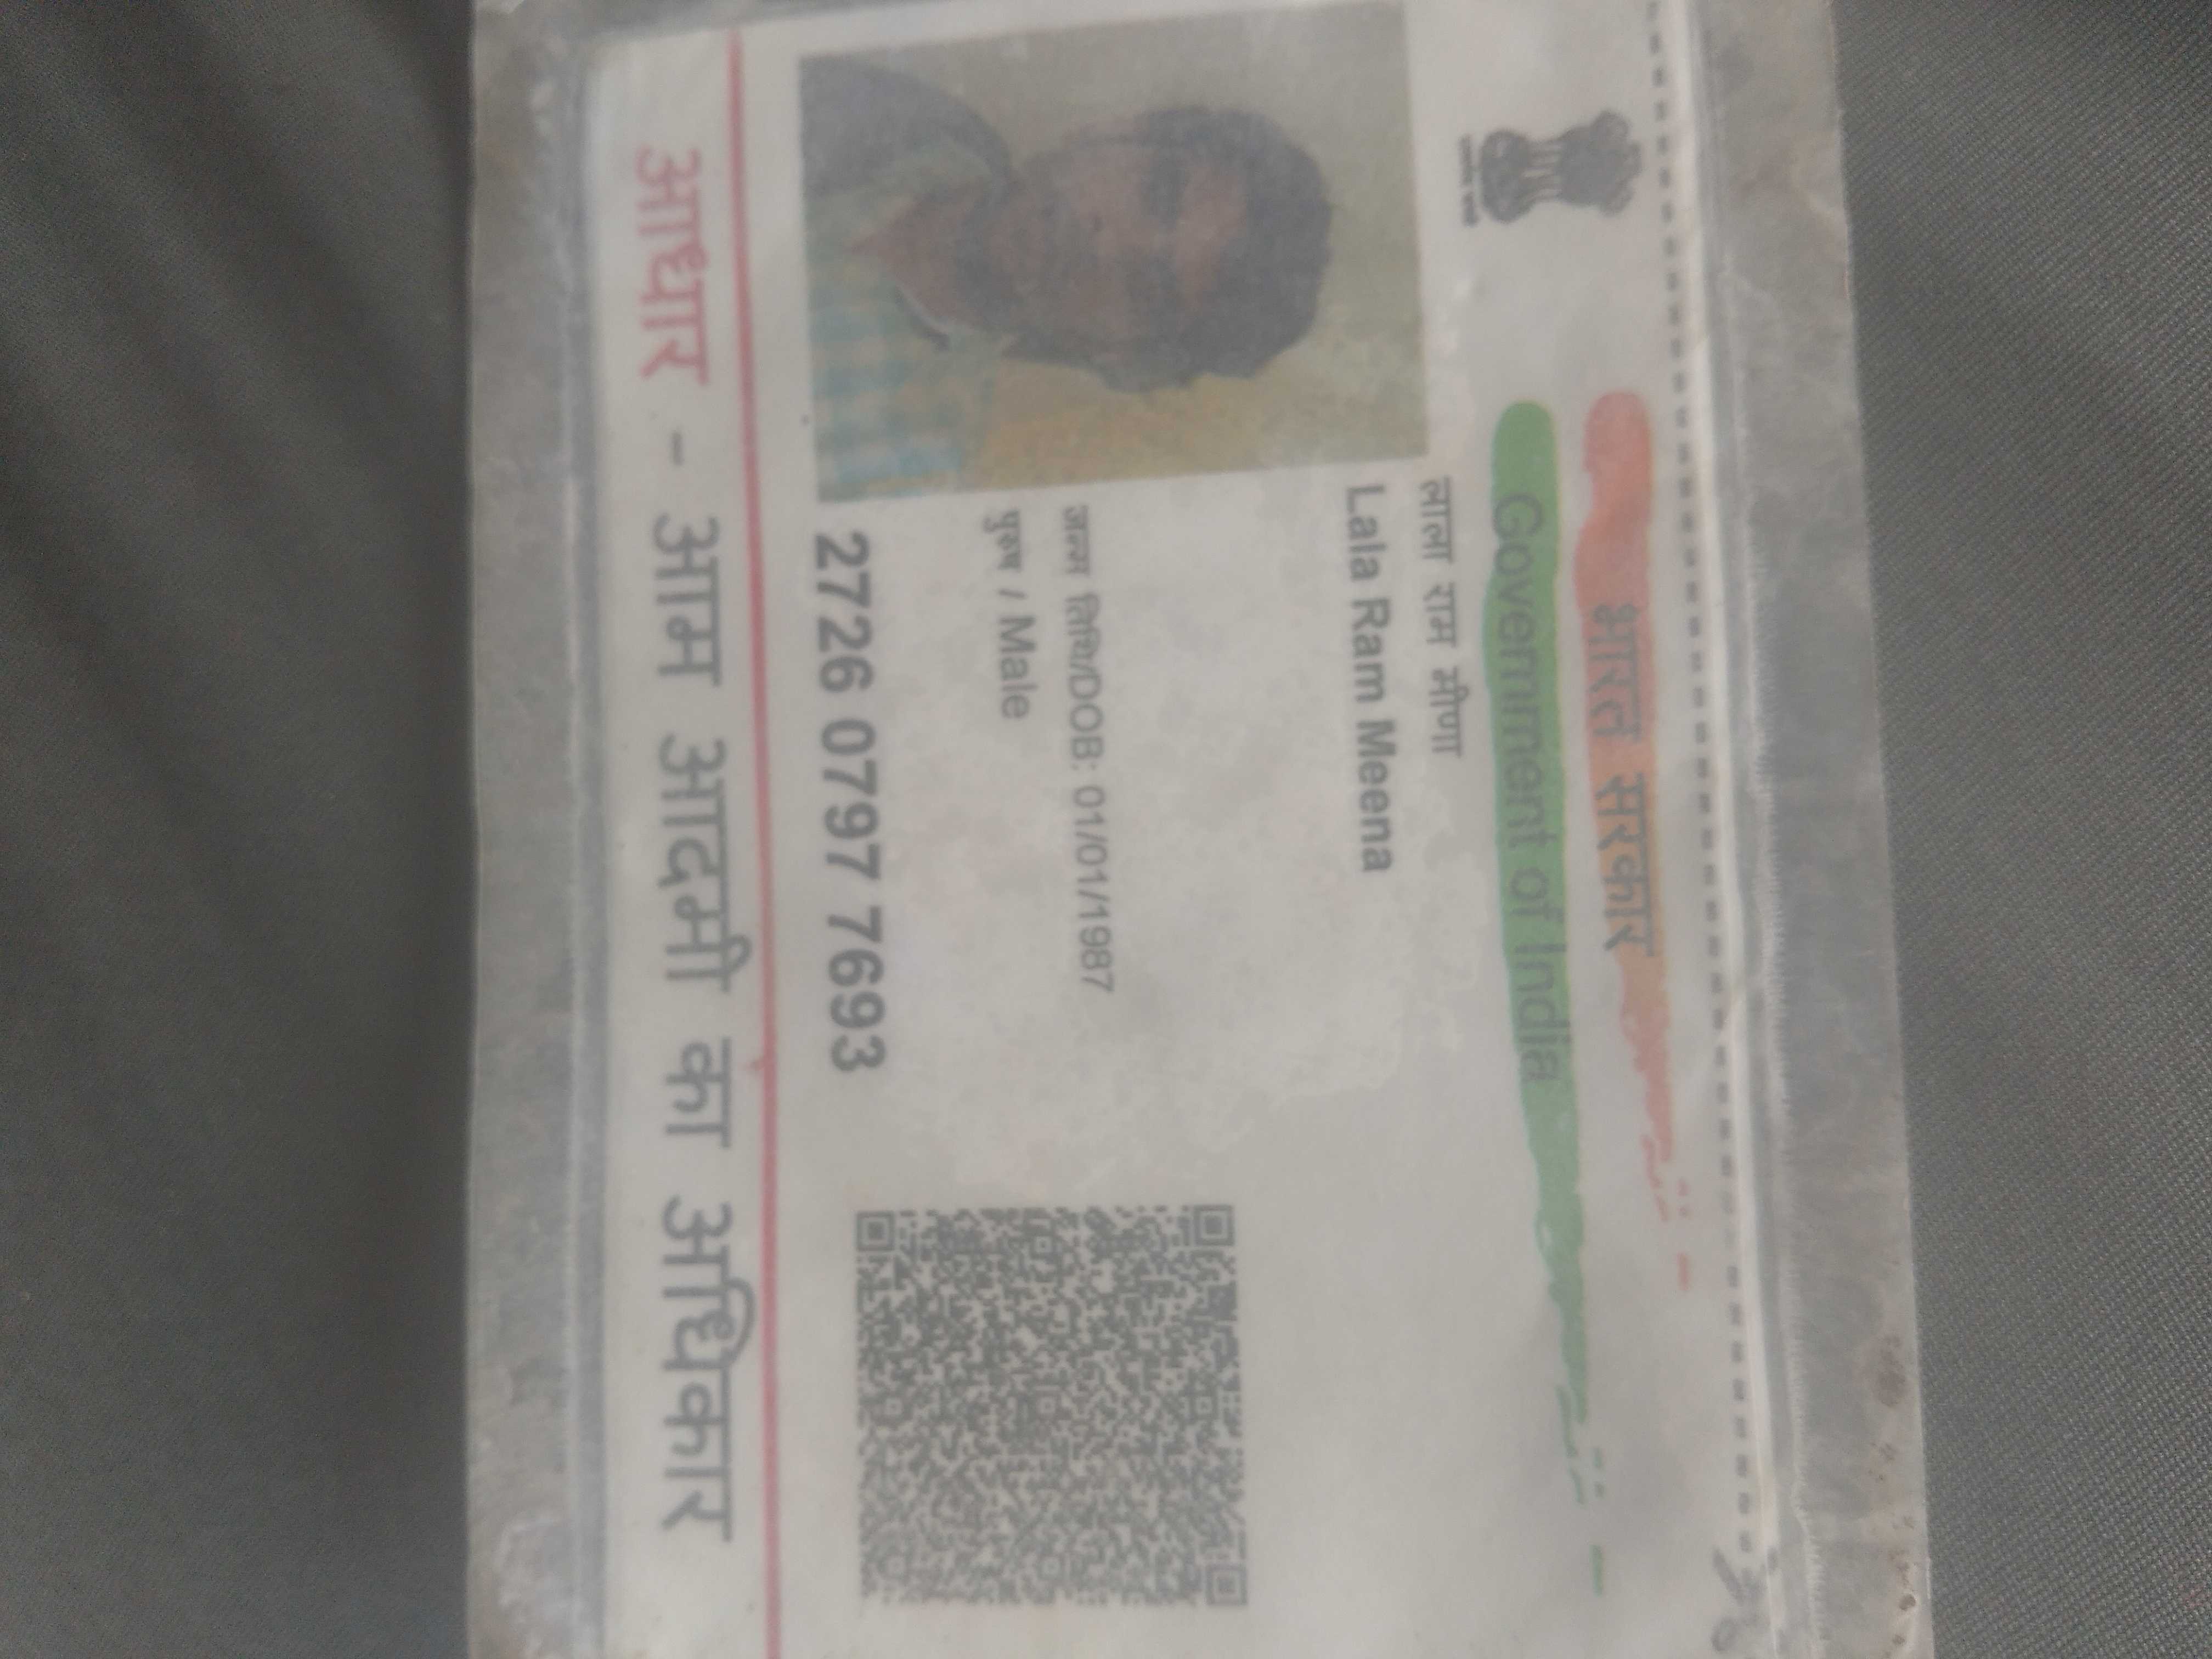 भारत सरकार
Government of India
लाला राम मीणा
Lala Ram Meena
जन्म तिथि/DOB: 01/01/1987
पुरुष / Male
2726 0797 7693
आधार - आम आदमी का अधिकार